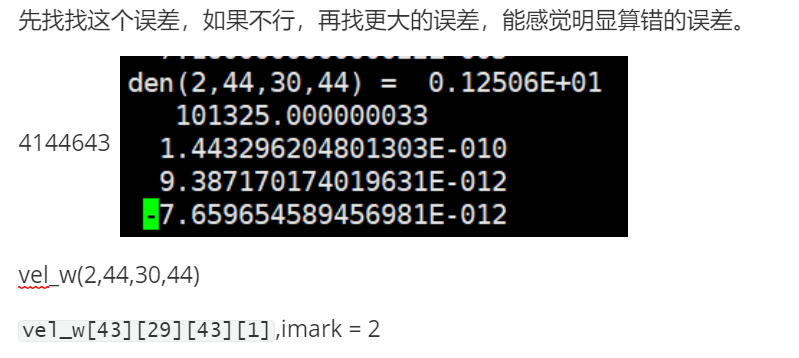 先找找这个误差，如果不行，再找更大的误差，能感觉明显算错的误差。
den(2,44,30,44) =  0.12506E+01
101325.000000033
4144643
1.443296204801303E-010
9.387170174019631E-012
-7.659654589456981E-012
vel_w(2,44,30,44)
vel_w[43][29][43][1],imark = 2